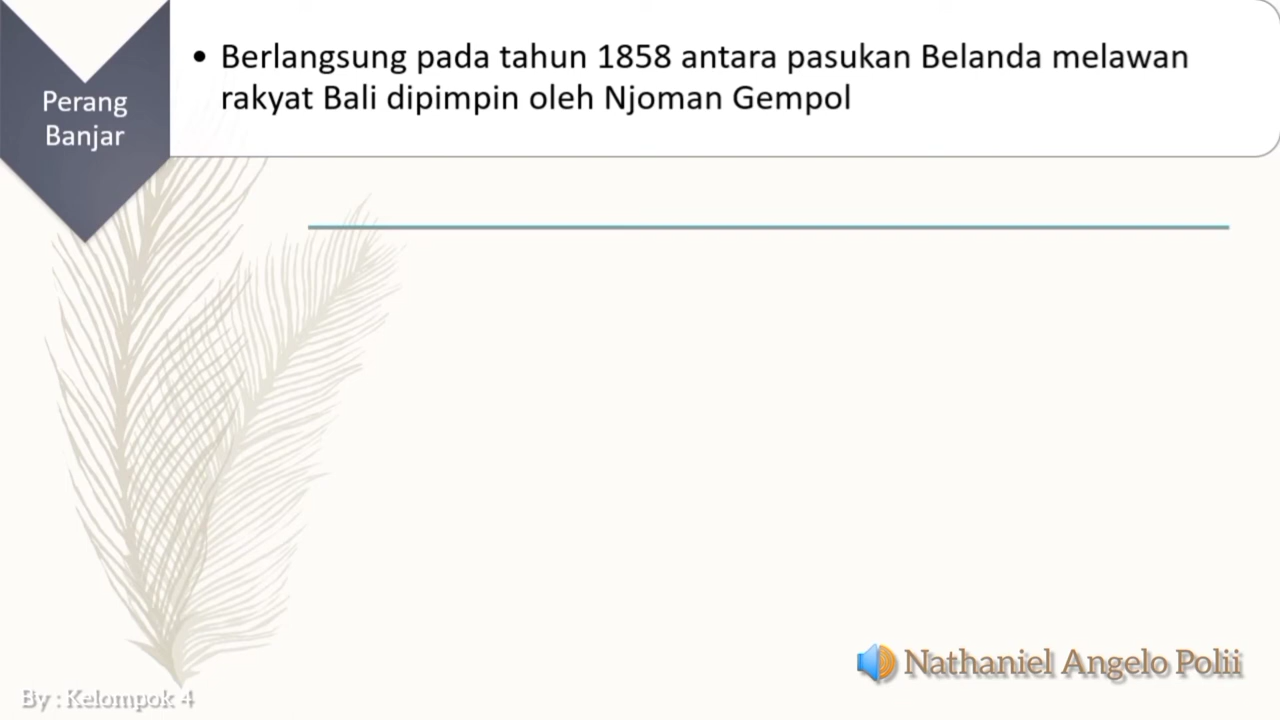 Perang
Banjar
• Berlangsung pada tahun 1858 antara pasukan Belanda melawan
rakyat Bali dipimpin oleh Njoman Gempol
Nathaniel Angelo Polii
By : Kelompok 4